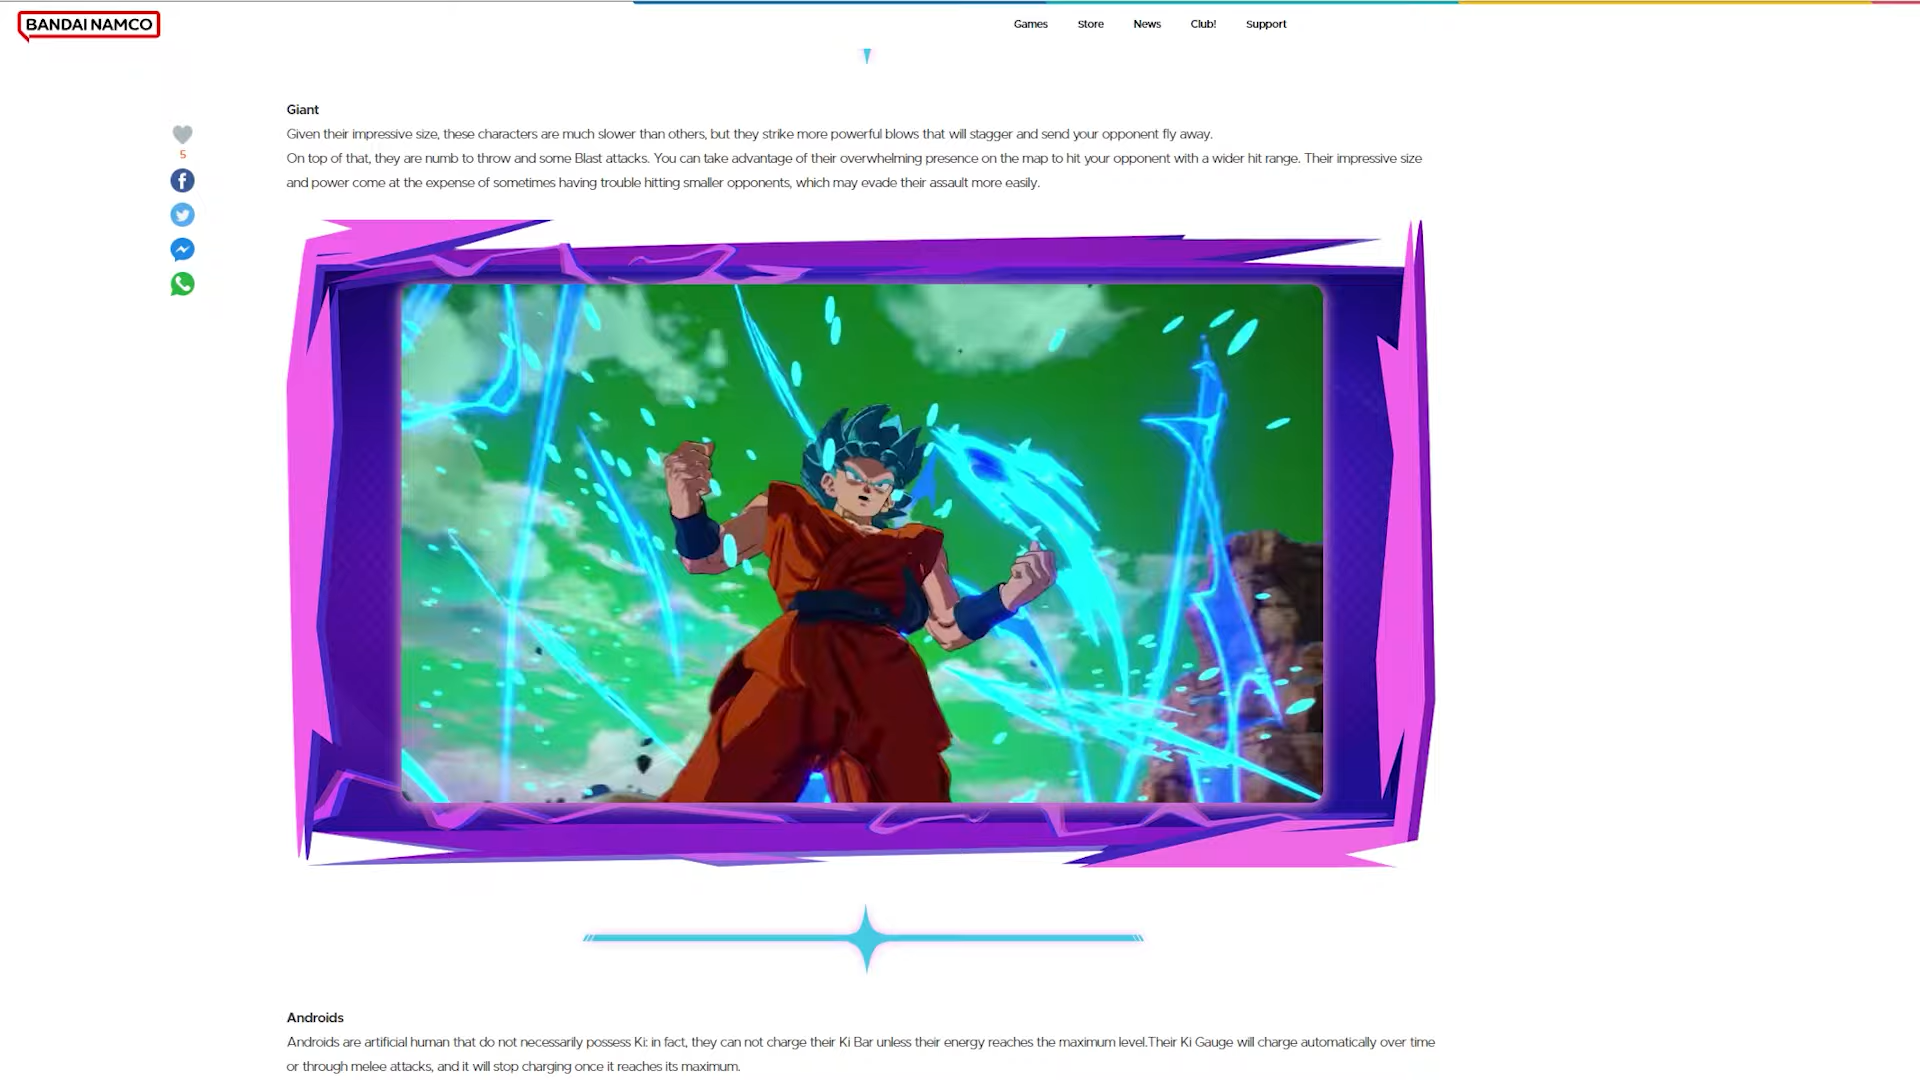 BANDAI NAMCO
Games
Store
News
Club!
Support
5
Giant
Given their impressive size, these characters are much slower than others, but they strike more powerful blows that will stagger and send your opponent fly away.
On top of that, they are numb to throw and some Blast attacks. You can take advantage of their overwhelming presence on the map to hit your opponent with a wider hit range. Their impressive size
and power come at the expense of sometimes having trouble hitting smaller opponents, which may evade their assault more easily.
Androids
Androids are artificial human that do not necessarily possess Ki: in fact, they can not charge their Ki Bar unless their energy reaches the maximum level.Their Ki Gauge will charge automatically over time
or through melee attacks, and it will stop charging once it reaches its maximum.